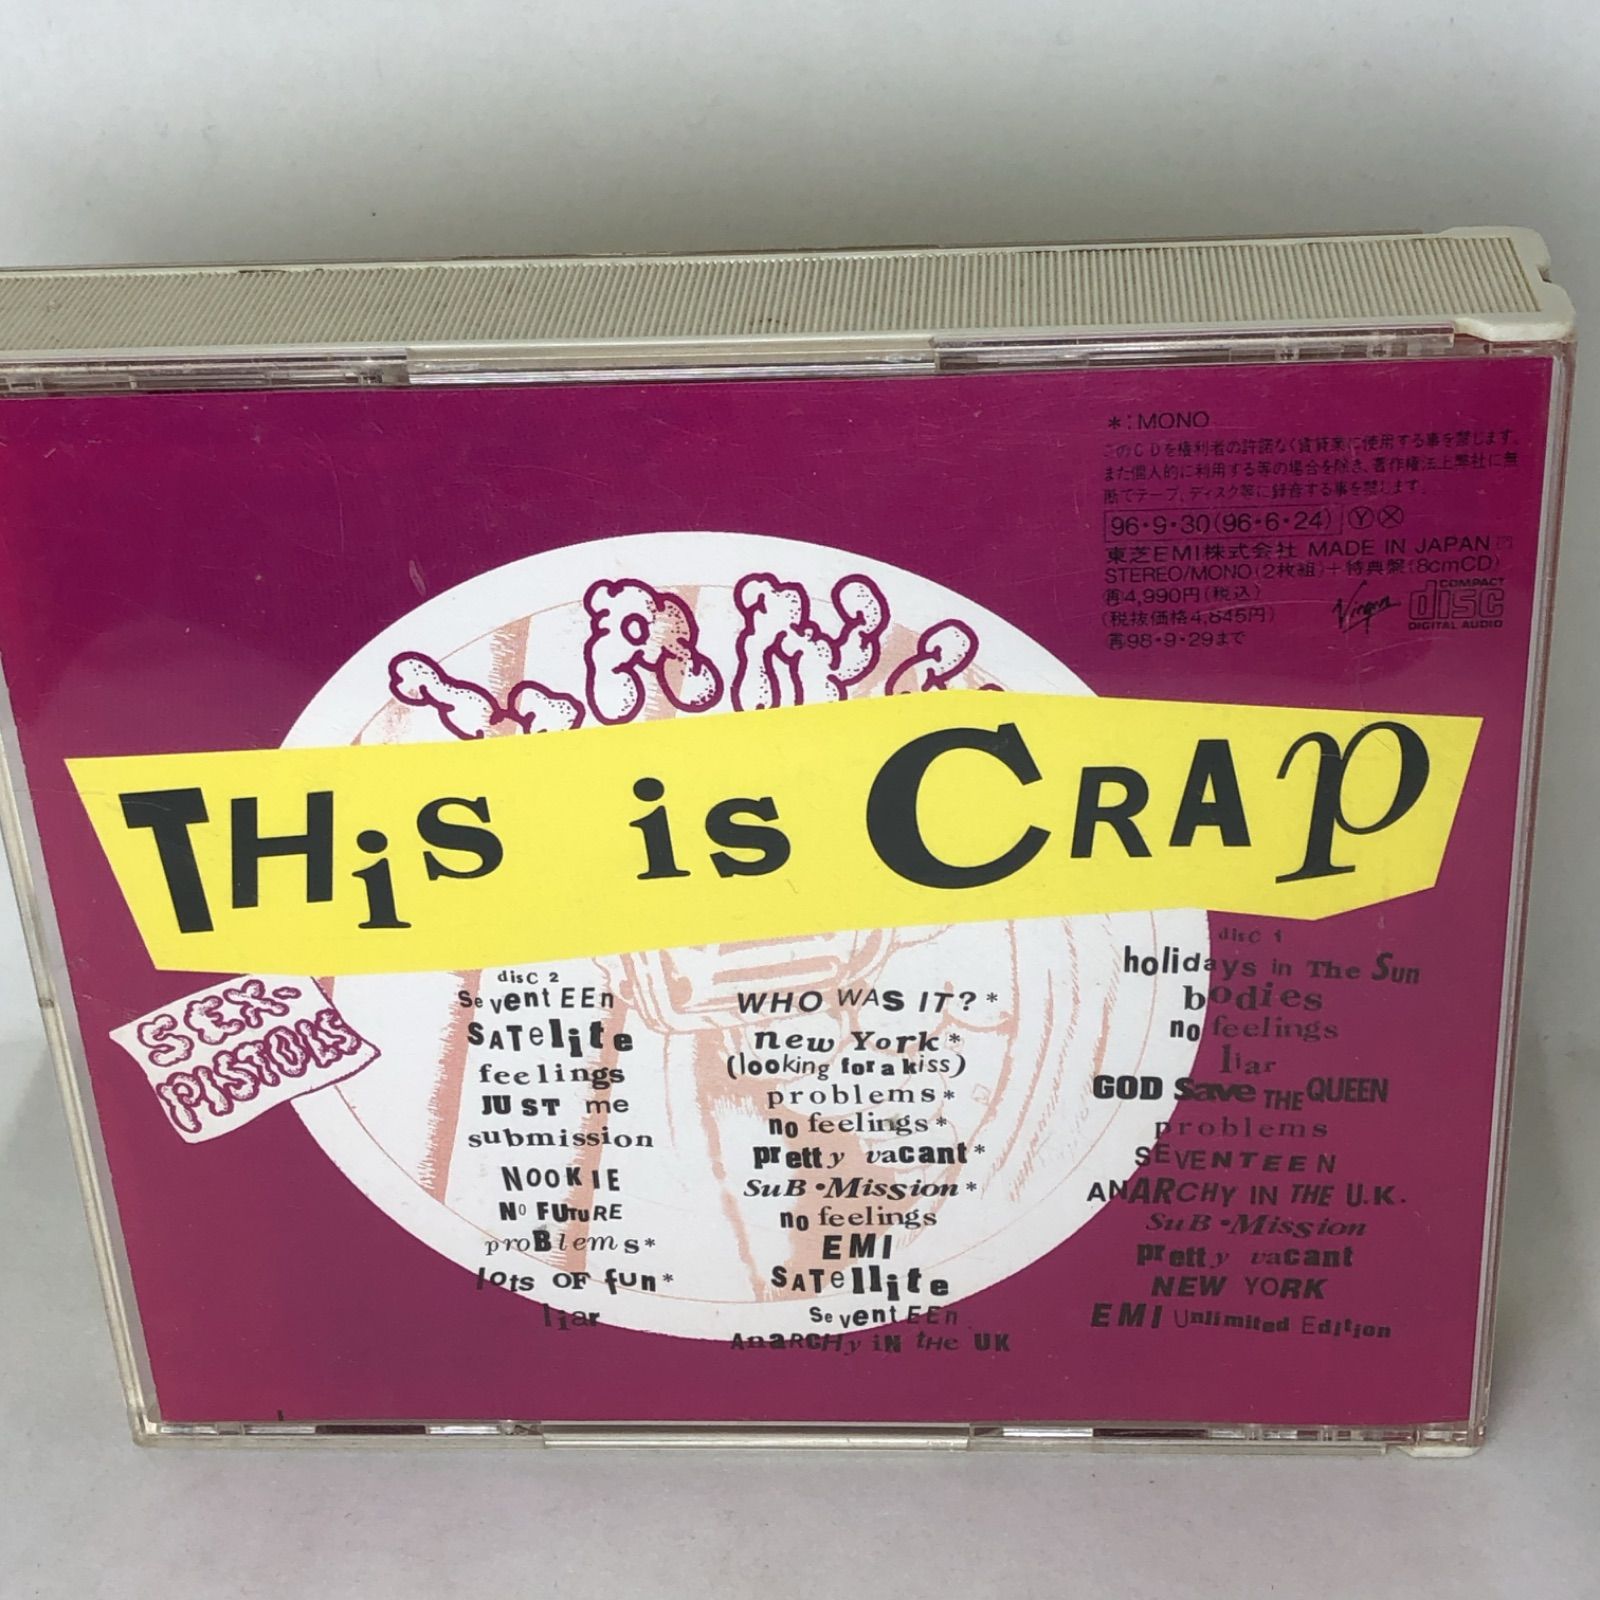 *:MONO
このCDを権利者の許諾なく賃貸業に使用する事を禁じます。
また個人的に利用する等の場合を除き、著作権法上弊社に無
断でテープ、ディスク等に録音する事を禁じます。
96・9・30(96・6・24) Ⓨ Ⓧ
東芝EMI株式会社 MADE IN JAPAN
STEREO/MONO(2枚組)+特典盤(8cmCD)
再4,990円(税込)
(税抜価格4,845円)
再98・9・29まで
Virgin
COMPACT
disc
DIGITAL AUDIO
THis is CRAP
SEX-
PISTOLS
disc 2
SeventEEn
SATelite
feelings
JUST me
submission
NOOKIE
No FUTURE
proBlems*
lots OF fun*
liar
WHO WAS IT?*
new York*
(looking for a kiss)
problems*
no feelings*
pretty vacant*
SuB•Mission*
no feelings
EMI
SATellite
SeventEEn
AnaRCHy iN tHe UK
disc 1
holidays in The Sun
bodies
no feelings
liar
GOD Save THE QUEEN
problems
SEVENTEEN
ANARCHy IN THE U.K.
SuB•Mission
pretty vacant
NEW YORK
EMI Unlimited Edition